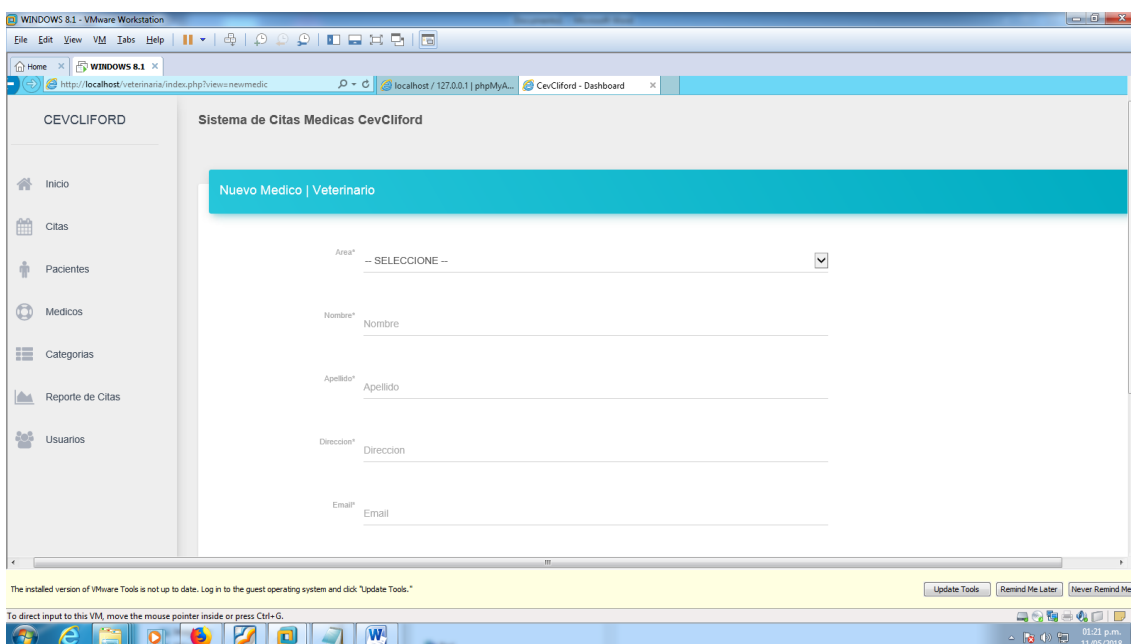 WINDOWS 8.1 - VMware Workstation
File Edit View VM Tabs Help
Home WINDOWS 8.1
http://localhost/veterinaria/index.php?view=newmedic
localhost / 127.0.0.1 | phpMyA...
CevCliford - Dashboard
CEVCLIFORD
Sistema de Citas Medicas CevCliford
Inicio
Citas
Pacientes
Medicos
Categorias
Reporte de Citas
Usuarios
Nuevo Medico | Veterinario
Area*
-- SELECCIONE --
Nombre*
Nombre
Apellido*
Apellido
Direccion*
Direccion
Email*
Email
The installed version of VMware Tools is not up to date. Log in to the guest operating system and click "Update Tools."
Update Tools
Remind Me Later
Never Remind Me
To direct input to this VM, move the mouse pointer inside or press Ctrl+G.
01:21 p.m.
11/05/2018